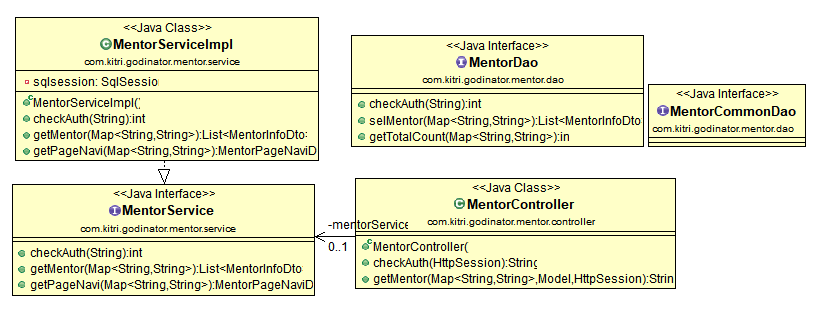 <<Java Class>>
MentorServiceImpl
com.kitri.godinator.mentor.service
sqlsession: SqlSession
MentorServiceImpl()
checkAuth(String):int
getMentor(Map<String,String>):List<MentorInfoDto>
getPageNavi(Map<String,String>):MentorPageNaviD
<<Java Interface>>
MentorDao
com.kitri.godinator.mentor.dao
checkAuth(String):int
selMentor(Map<String,String>):List<MentorInfoDto
getTotalCount(Map<String,String>):in
<<Java Interface>>
MentorCommonDao
com.kitri.godinator.mentor.dao
<<Java Interface>>
MentorService
com.kitri.godinator.mentor.service
checkAuth(String):int
getMentor(Map<String,String>):List<MentorInfoDto
getPageNavi(Map<String,String>):MentorPageNaviD
-mentorService
0..1
<<Java Class>>
MentorController
com.kitri.godinator.mentor.controller
MentorController(
checkAuth(HttpSession):String
getMentor(Map<String,String>,Model,HttpSession):Strin